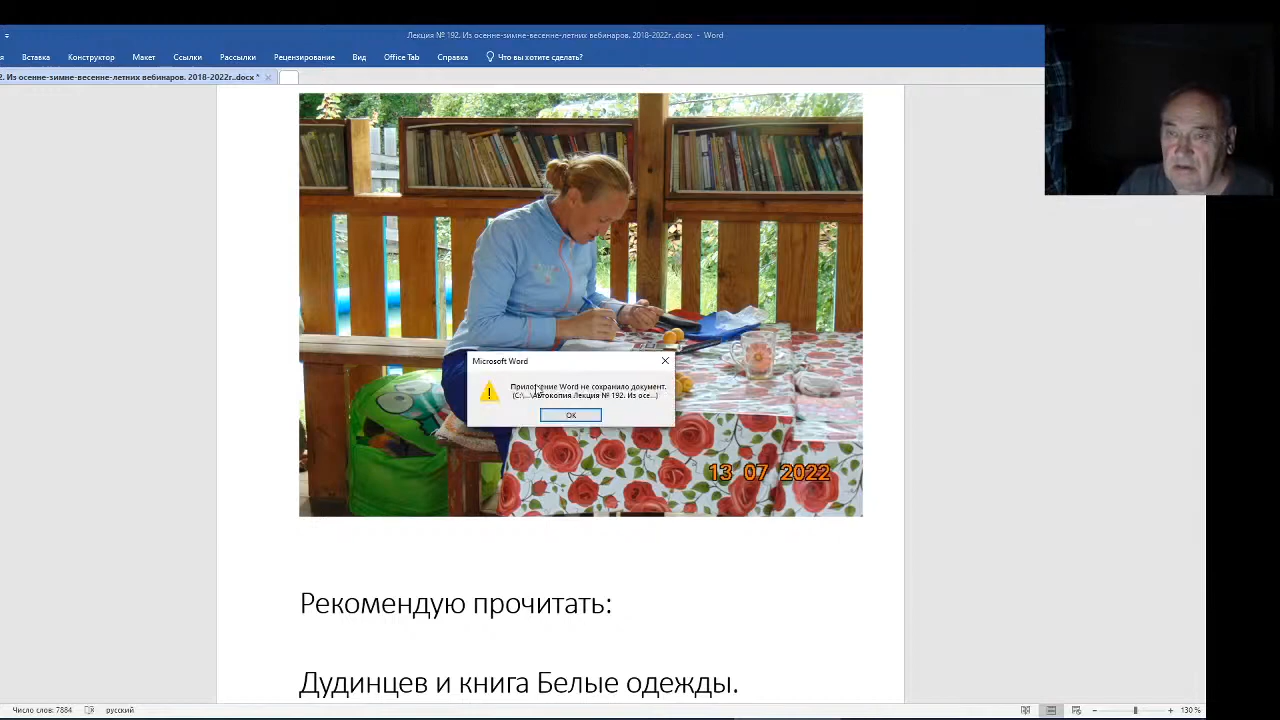 Лекция № 192. Из осенне-зимне-весенне-летних вебинаров. 2018-2022г..docx - Word
Вставка Конструктор Макет Ссылки Рассылки Рецензирование Вид Office Tab Справка Что вы хотите сделать?
2. Из осенне-зимне-весенне-летних вебинаров. 2018-2022г..docx *
Microsoft Word
Приложение Word не сохранило документ.
(C:\...\Автокопия Лекция № 192. Из осе...)
OK
13 07 2022
Рекомендую прочитать:
Дудинцев и книга Белые одежды.
Число слов: 7884 русский 130 %